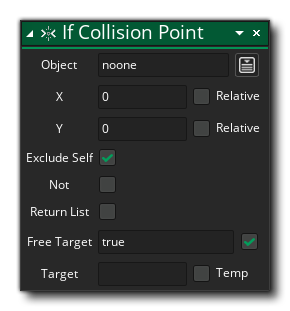 If Collision Point
Object noone
X 0 Relative
Y 0 Relative
Exclude Self
Not
Return List
Free Target true
Target Temp